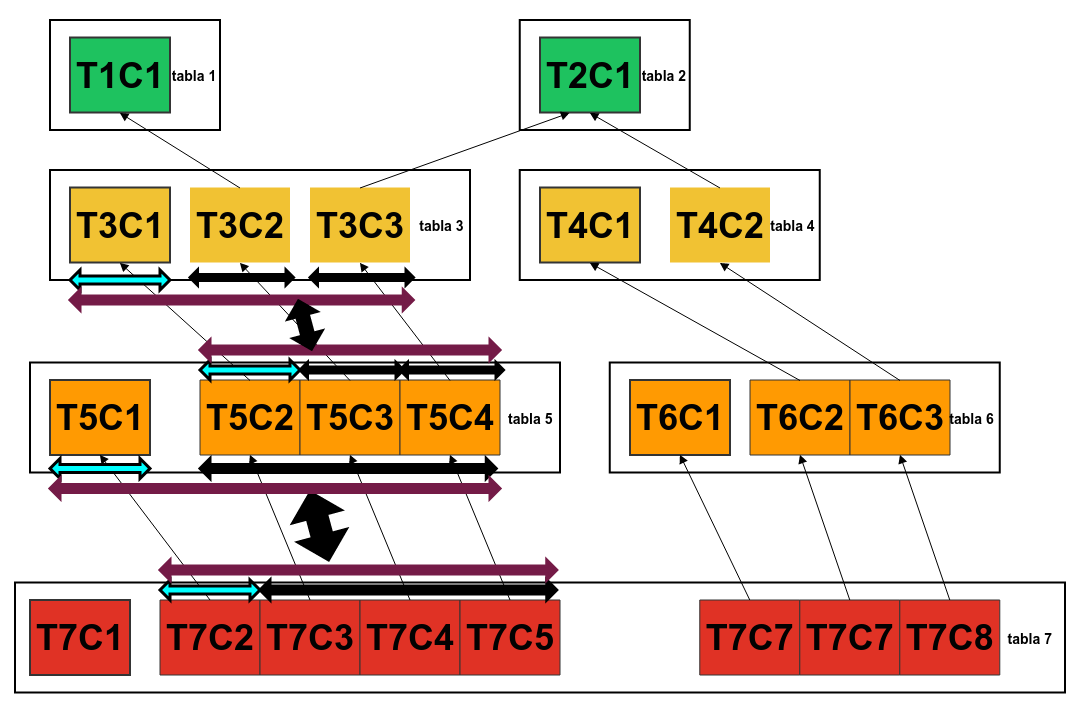 T1C1 tabla 1
T2C1 tabla 2
T3C1 T3C2 T3C3 tabla 3
T4C1 T4C2 tabla 4
T5C1 T5C2 T5C3 T5C4 tabla 5
T6C1 T6C2 T6C3 tabla 6
T7C1 T7C2 T7C3 T7C4 T7C5 T7C7 T7C7 T7C8 tabla 7